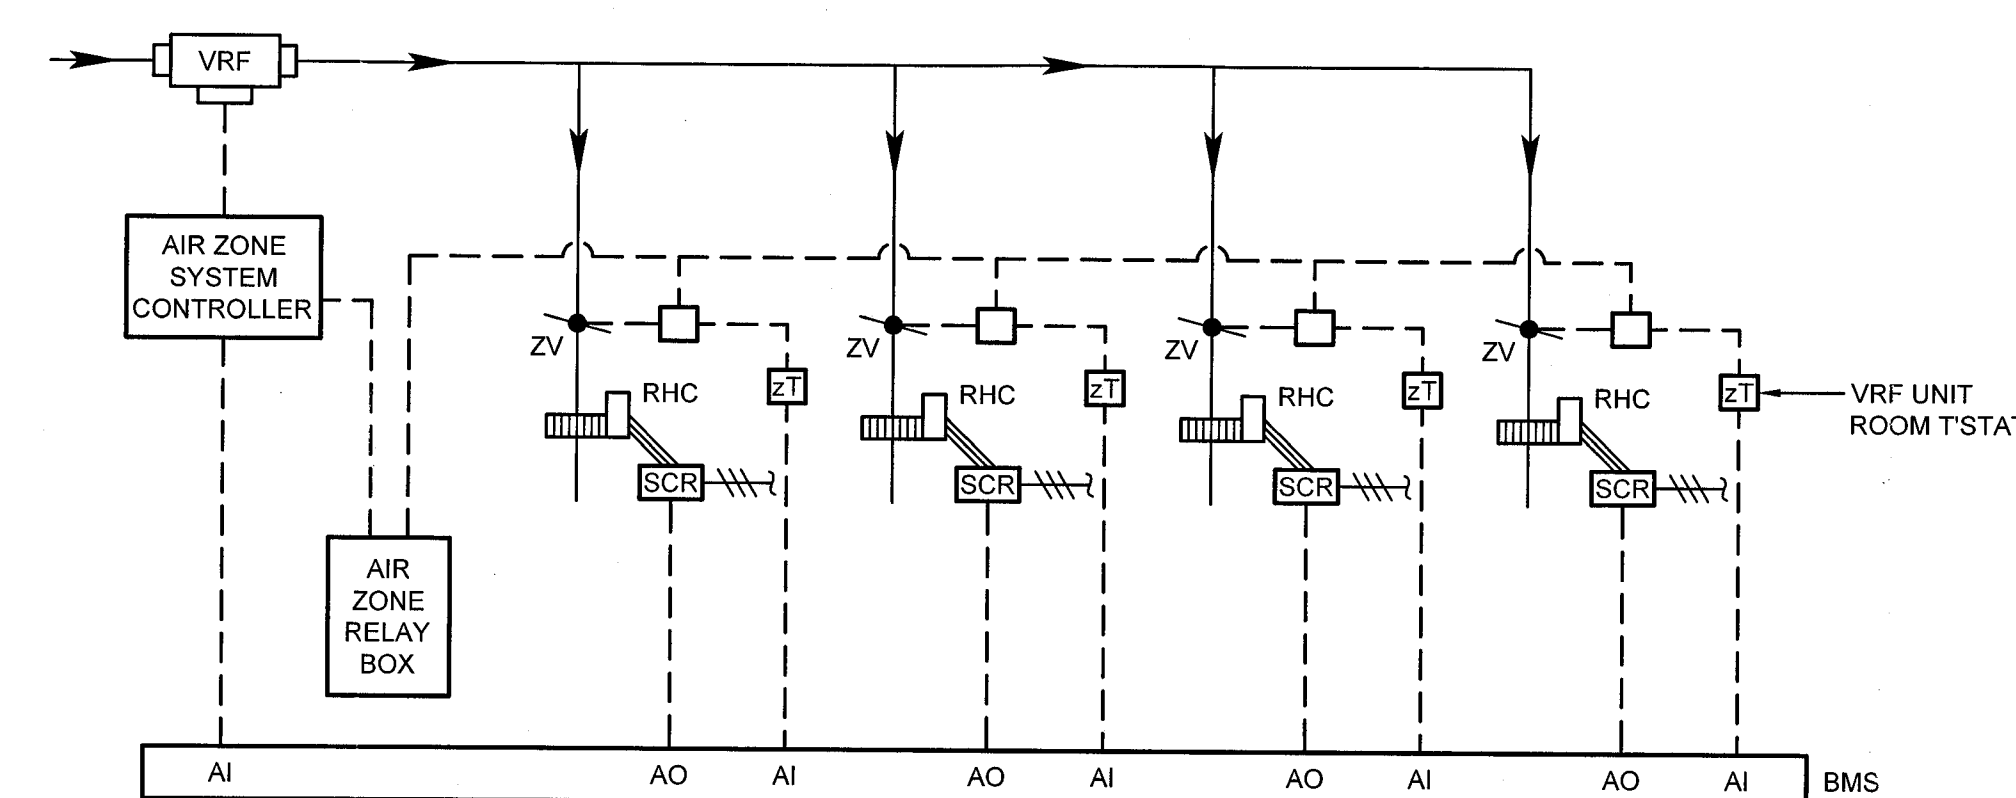 VRF
AIR ZONE
SYSTEM
CONTROLLER
ZV
ZV
ZV
ZV
zT
zT
zT
zT
VRF UNIT
ROOM T'STAT
RHC
RHC
RHC
RHC
SCR
SCR
SCR
SCR
AIR
ZONE
RELAY
BOX
AI
AO
AI
AO
AI
AO
AI
AO
AI
BMS